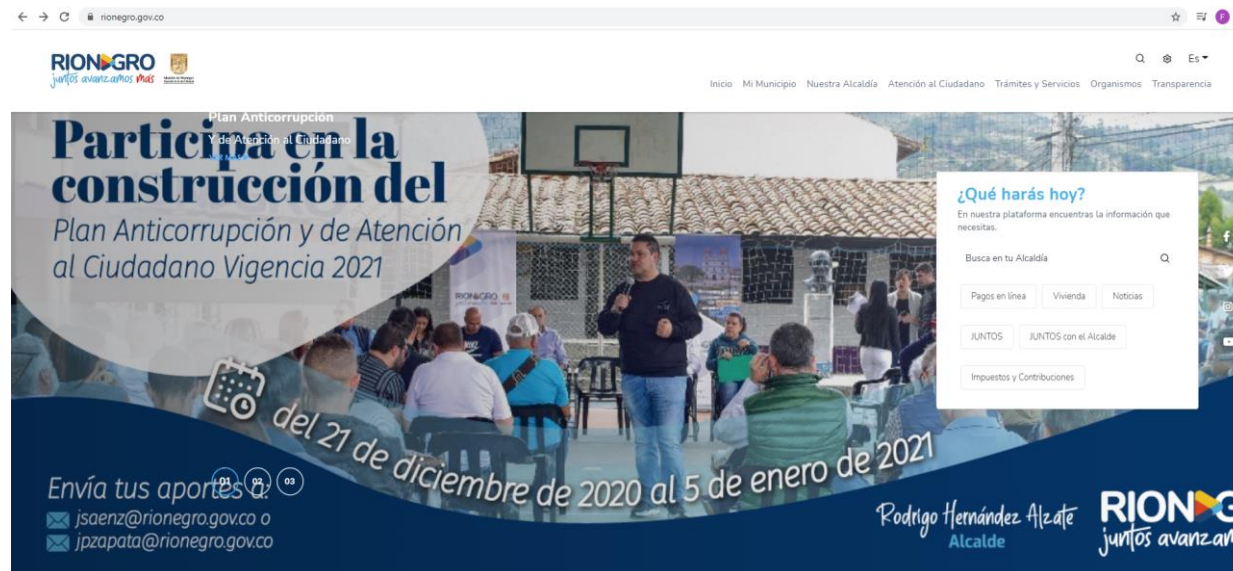 rionegro.gov.co
F
RIONEGRO
juntos avanzamos más
Es
Inicio Mi Municipio Nuestra Alcaldía Atención al Ciudadano Trámites y Servicios Organismos Transparencia
Plan Anticorrupción
Y de Atención al Ciudadano
Participa en la
construcción del
Plan Anticorrupción y de Atención
al Ciudadano Vigencia 2021
RIONEGRO
¿Qué harás hoy?
En nuestra plataforma encuentras la información que
necesitas.
Busca en tu Alcaldía
Pagos en línea Vivienda Noticias
JUNTOS JUNTOS con el Alcalde
Impuestos y Contribuciones
del 21 de diciembre de 2020 al 5 de enero de 2021
Envía tus aportes a:
01 02 03
jsaenz@rionegro.gov.co o
jpzapata@rionegro.gov.co
Rodrigo Hernández Alzate
Alcalde
RIONEG
juntos avanzam